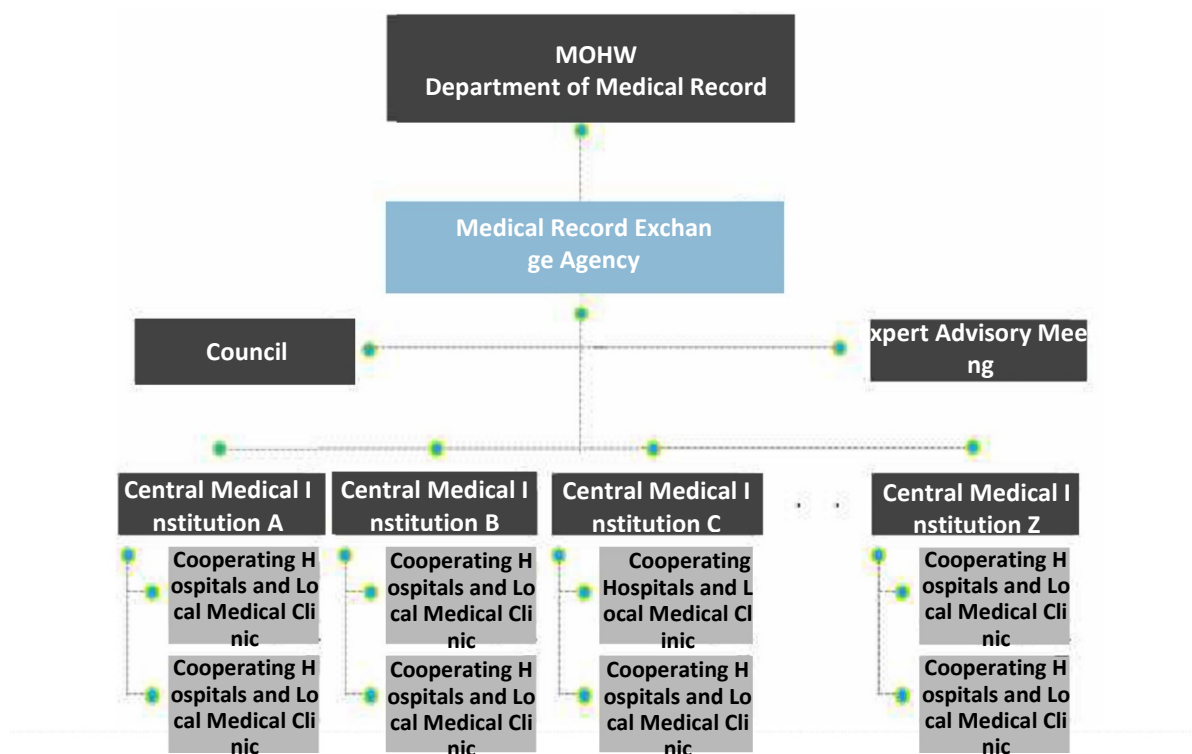 MOHW
Department of Medical Record
Medical Record Exchan
ge Agency
Council
xpert Advisory Mee
ng
Central Medical I
nstitution A
Central Medical I
nstitution B
Central Medical I
nstitution C
. .
Central Medical I
nstitution Z
Cooperating H
ospitals and Lo
cal Medical Cli
nic
Cooperating H
ospitals and Lo
cal Medical Cli
nic
Cooperating
Hospitals and L
ocal Medical Cl
inic
Cooperating H
ospitals and Lo
cal Medical Cli
nic
Cooperating H
ospitals and Lo
cal Medical Cli
nic
Cooperating H
ospitals and Lo
cal Medical Cli
nic
Cooperating H
ospitals and Lo
cal Medical Cli
nic
Cooperating H
ospitals and Lo
cal Medical Cli
nic